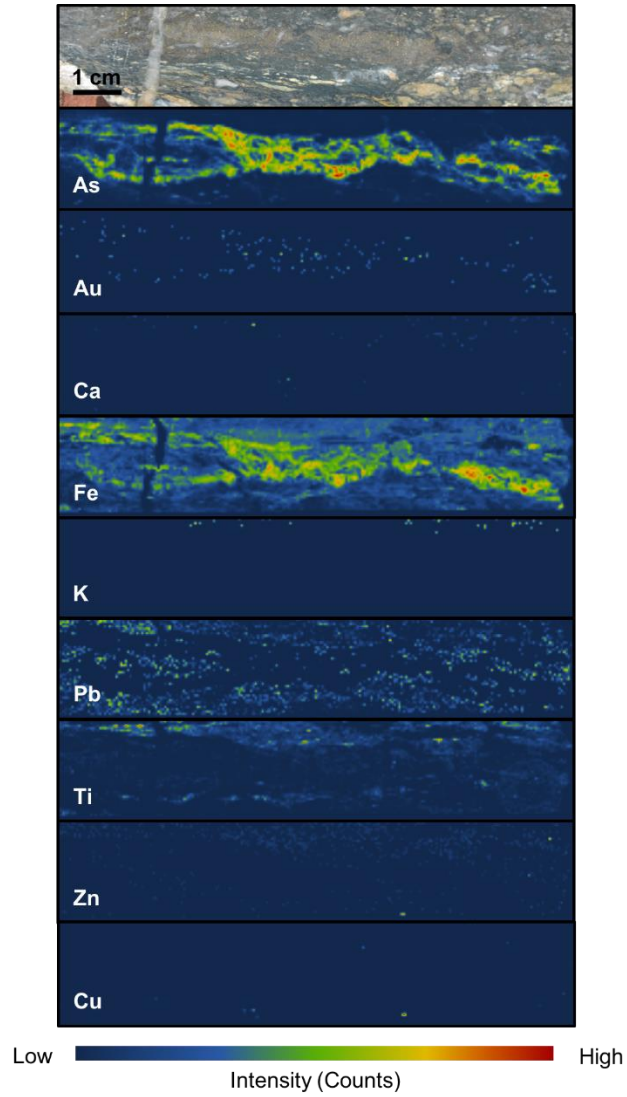 1 cm
As
Au
Ca
Fe
K
Pb
Ti
Zn
Cu
Low High
Intensity (Counts)